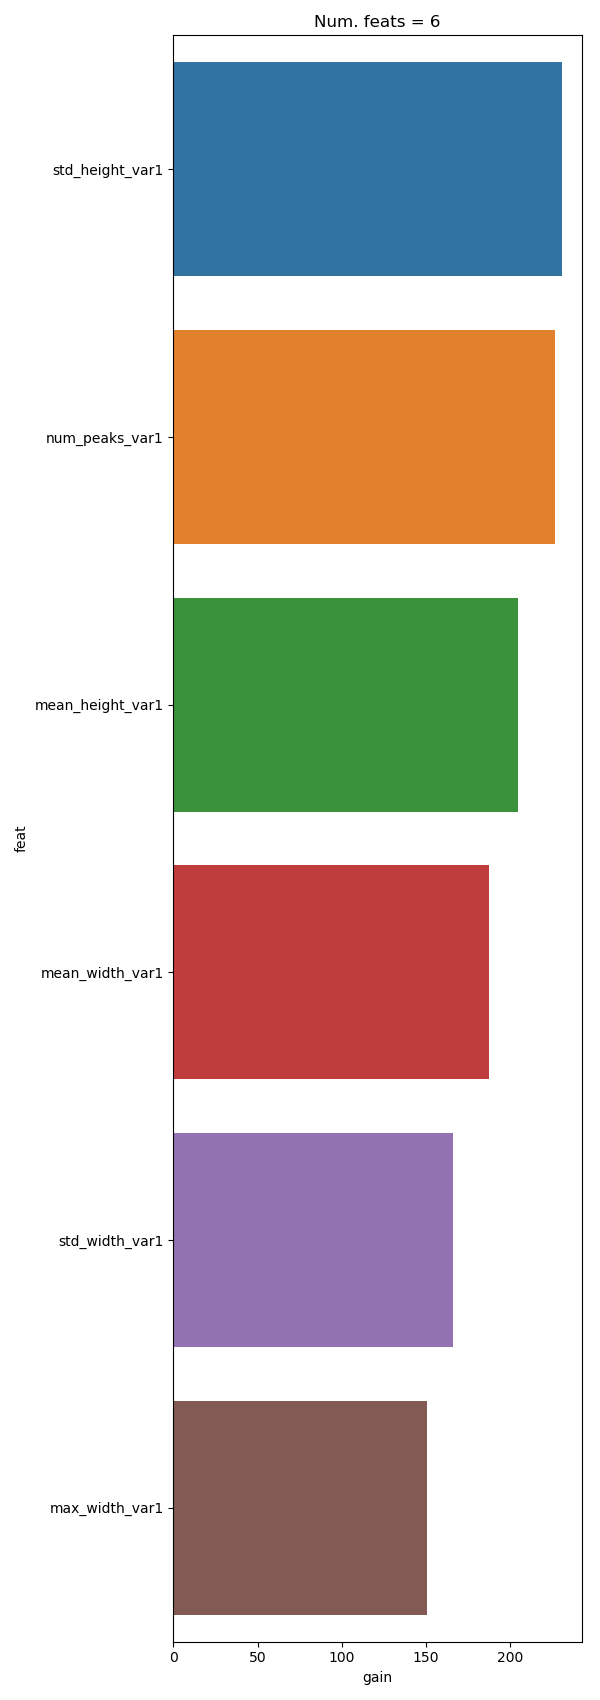 Num. feats = 6
std_height_var1
num_peaks_var1
mean_height_var1
feat
mean_width_var1
std_width_var1
max_width_var1
0 50 100 150 200
gain